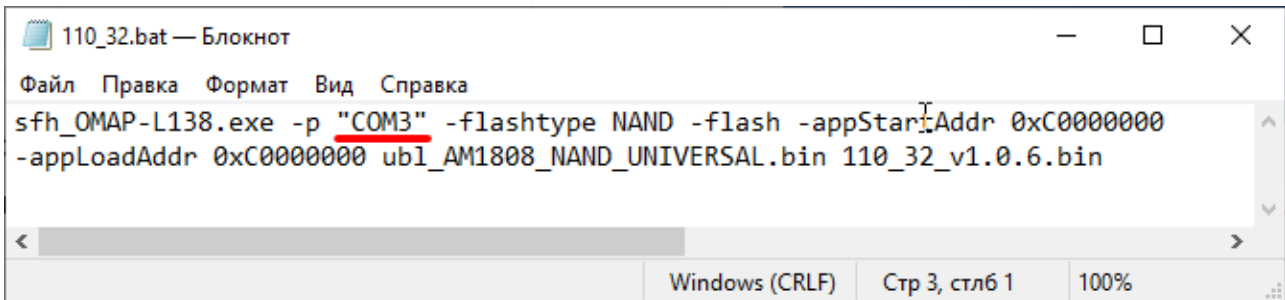 110_32.bat — Блокнот
Файл Правка Формат Вид Справка
sfh_OMAP-L138.exe -p "COM3" -flashtype NAND -flash -appStartAddr 0xC0000000
-appLoadAddr 0xC0000000 ubl_AM1808_NAND_UNIVERSAL.bin 110_32_v1.0.6.bin
Windows (CRLF) Стр 3, стлб 1 100%